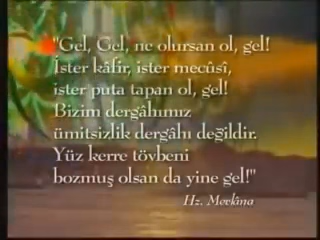 "Gel, Gel, ne olursan ol, gel!
İster kâfir, ister mecûsî,
ister puta tapan ol, gel!
Bizim dergâhımız
ümitsizlik dergâhı değildir.
Yüz kerre tövbeni
bozmuş olsan da yine gel!"
Hz. Mevlâna